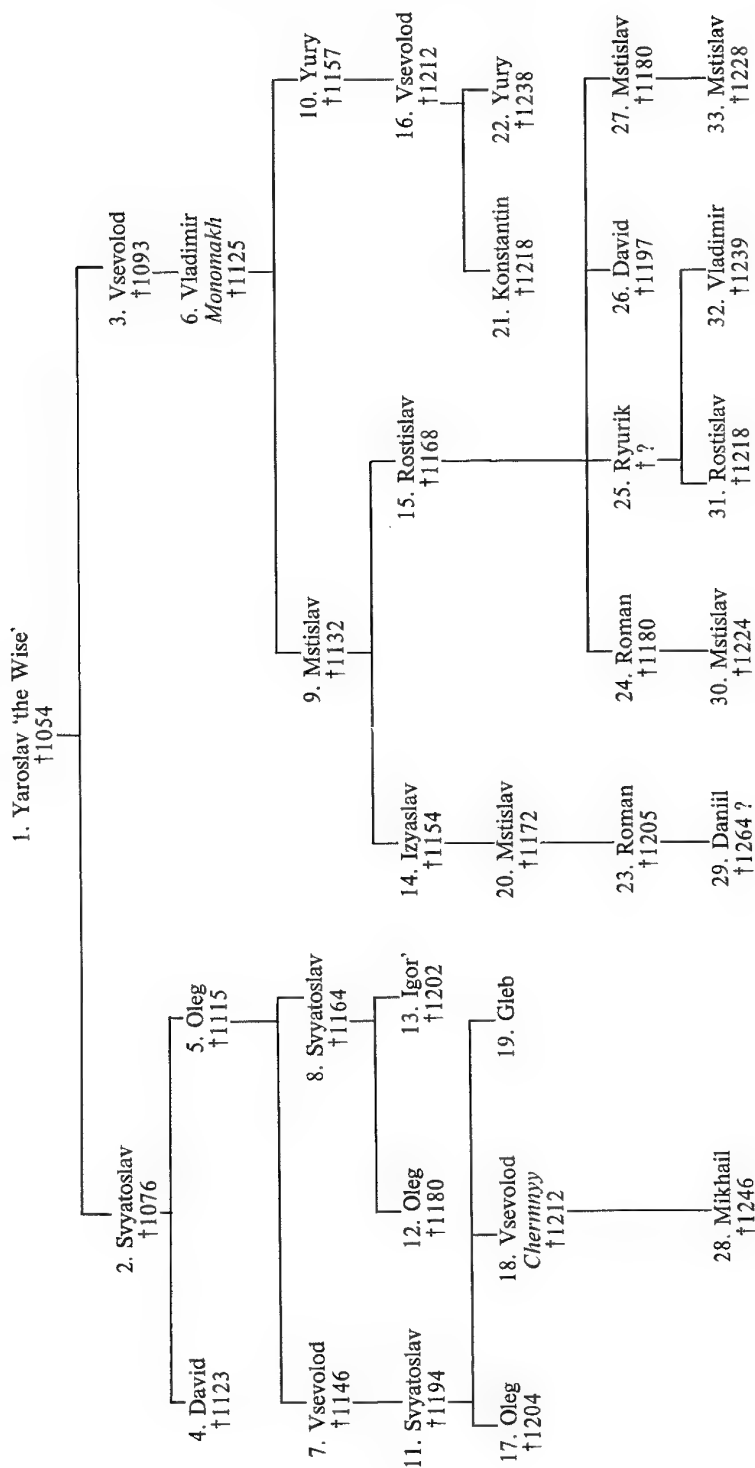 1. Yaroslav 'the Wise'
†1054
2. Svyatoslav
†1076
3. Vsevolod
†1093
4. David
†1123
5. Oleg
†1115
6. Vladimir
Monomakh
†1125
7. Vsevolod
†1146
8. Svyatoslav
†1164
9. Mstislav
†1132
10. Yury
†1157
11. Svyatoslav
†1194
12. Oleg
†1180
13. Igor'
†1202
14. Izyaslav
†1154
15. Rostislav
†1168
16. Vsevolod
†1212
17. Oleg
†1204
18. Vsevolod
Chermnyy
†1212
19. Gleb
20. Mstislav
†1172
21. Konstantin
†1218
22. Yury
†1238
23. Roman
†1205
24. Roman
†1180
25. Ryurik
† ?
26. David
†1197
27. Mstislav
†1180
28. Mikhail
†1246
29. Daniil
†1264 ?
30. Mstislav
†1224
31. Rostislav
†1218
32. Vladimir
†1239
33. Mstislav
†1228